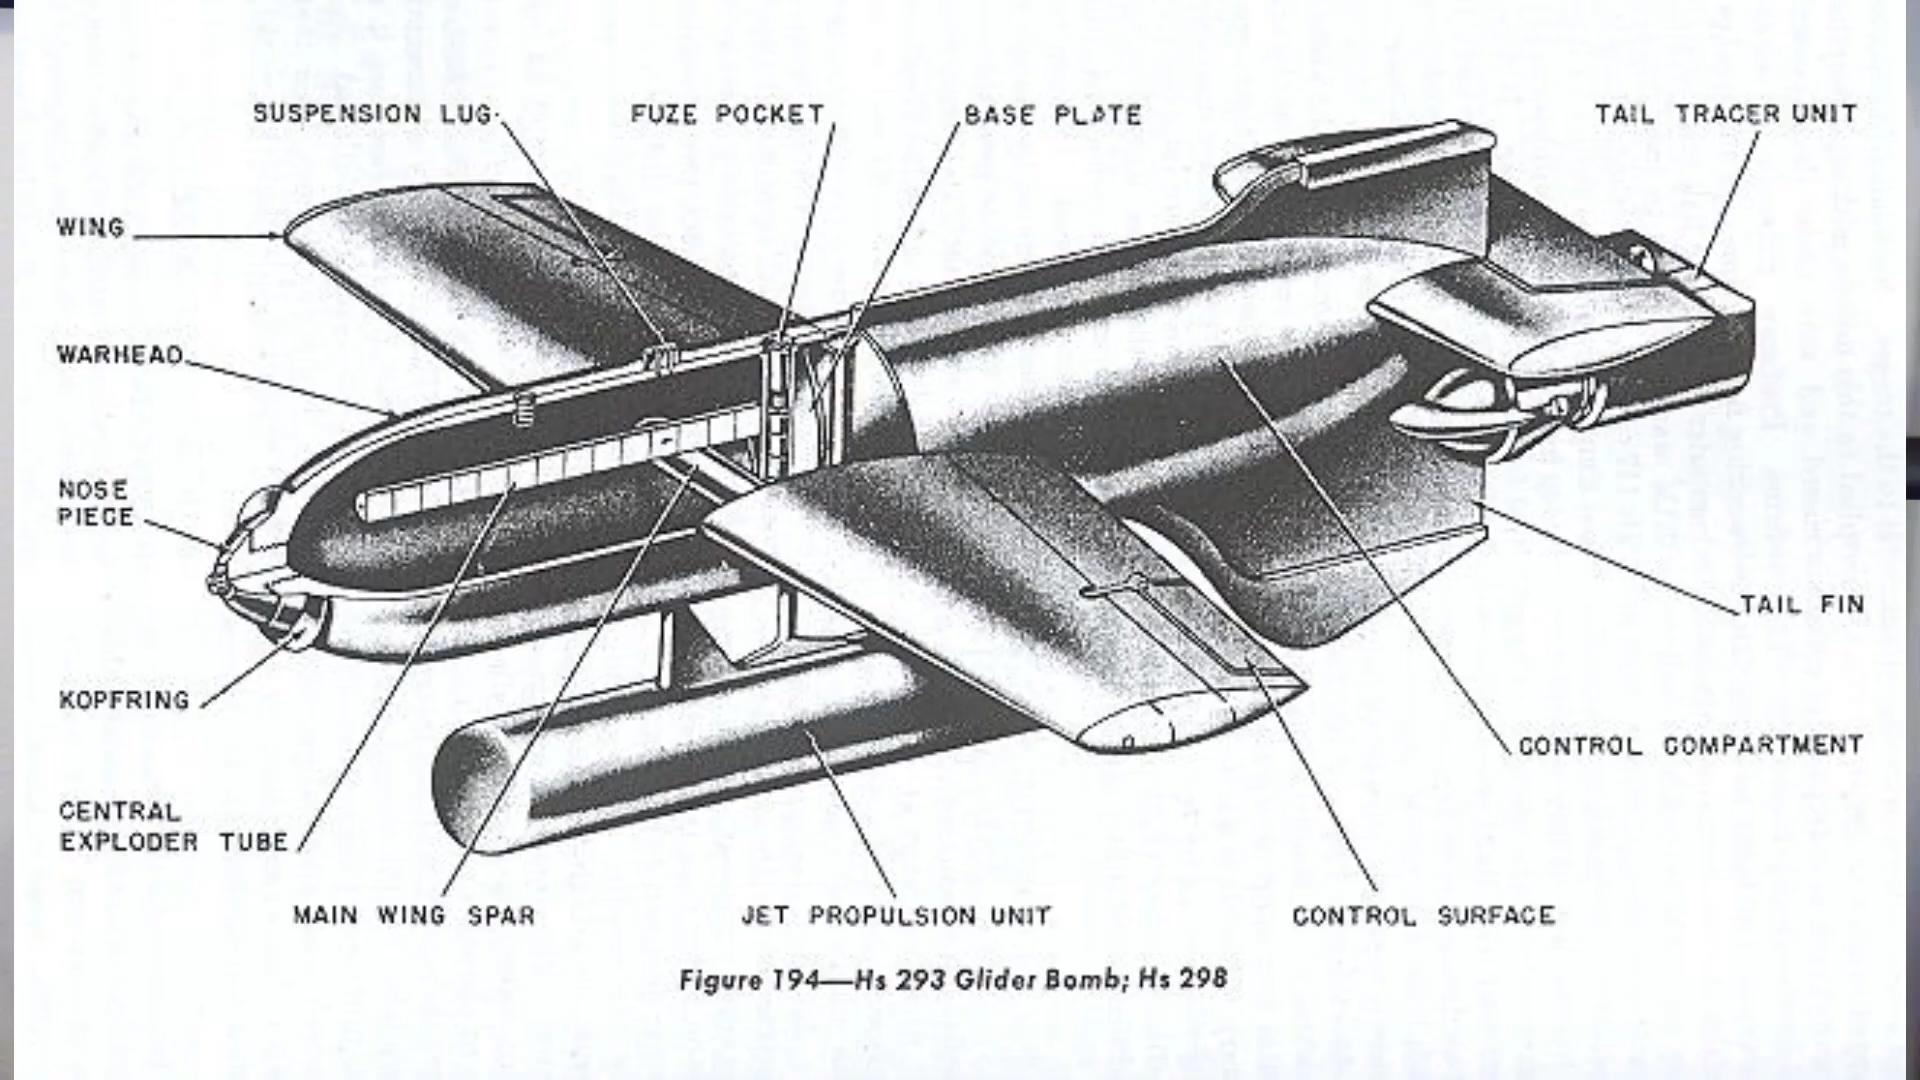 SUSPENSION LUG
FUZE POCKET
BASE PLATE
TAIL TRACER UNIT
WING
WARHEAD
NOSE
PIECE
KOPFRING
TAIL FIN
CENTRAL
EXPLODER TUBE
CONTROL COMPARTMENT
MAIN WING SPAR
JET PROPULSION UNIT
CONTROL SURFACE
Figure 194—Hs 293 Glider Bomb; Hs 298